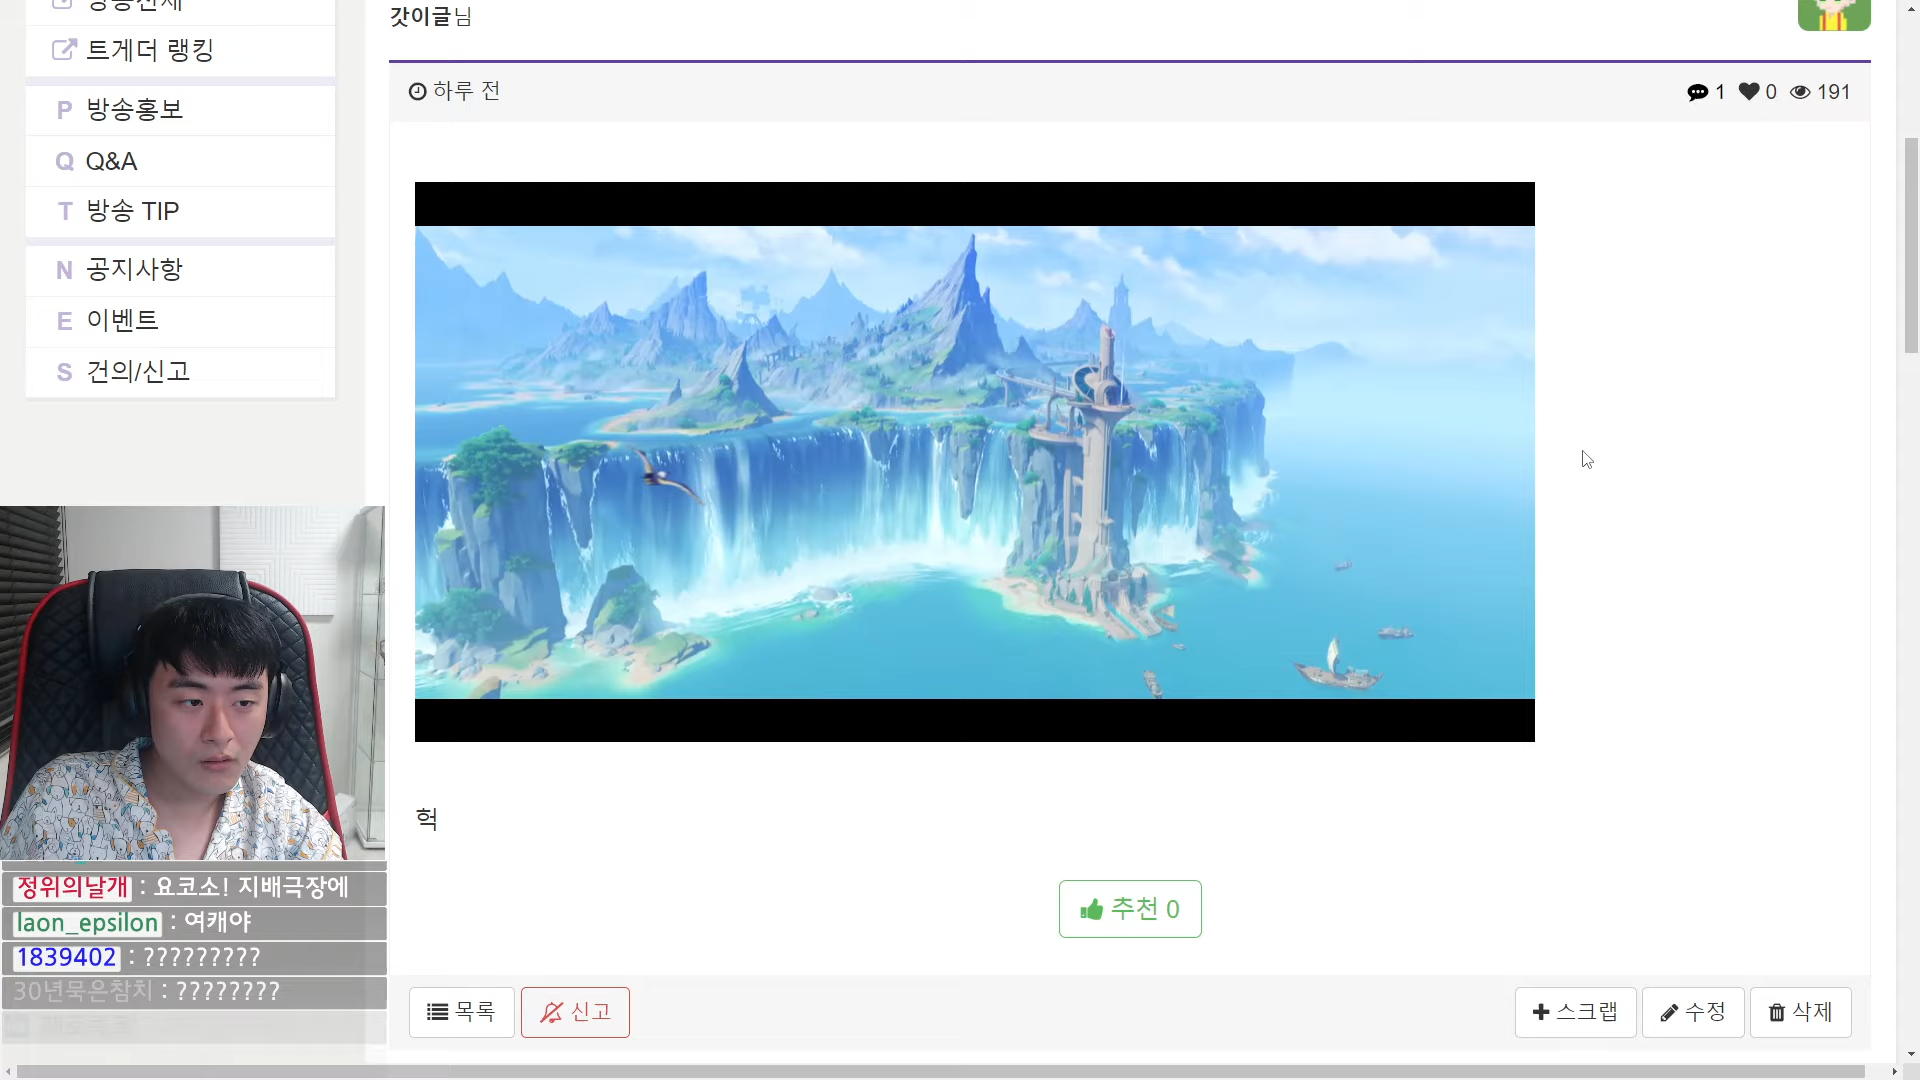 갓이글님
트게더 랭킹
하루 전
1 0 191
P 방송홍보
Q Q&A
T 방송 TIP
N 공지사항
E 이벤트
S 건의/신고
헉
정위의날개 : 요코소! 지배극장에
laon_epsilon : 여캐야
1839402 : ?????????
30년묵은참치 : ????????
추천 0
목록
신고
스크랩
수정
삭제